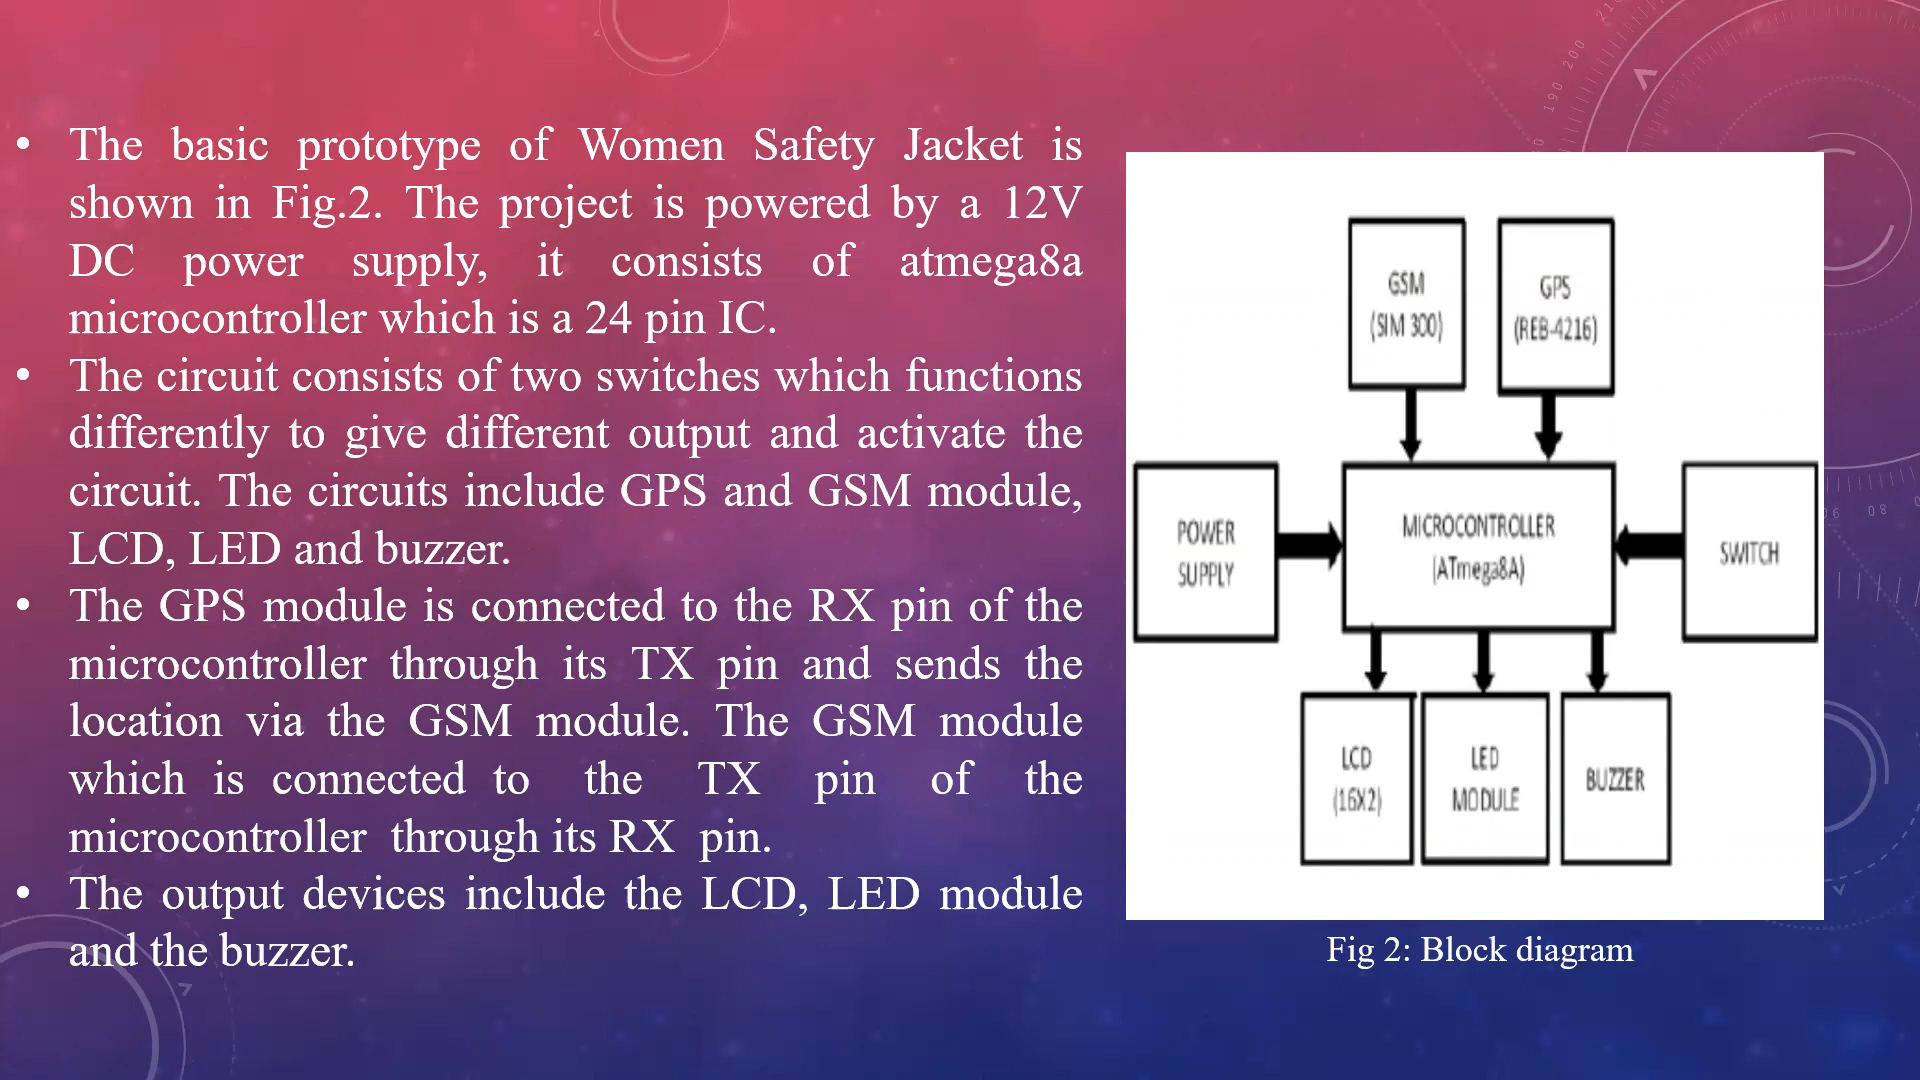 • The basic prototype of Women Safety Jacket is
shown in Fig.2. The project is powered by a 12V
DC power supply, it consists of atmega8a
microcontroller which is a 24 pin IC.
• The circuit consists of two switches which functions
differently to give different output and activate the
circuit. The circuits include GPS and GSM module,
LCD, LED and buzzer.
• The GPS module is connected to the RX pin of the
microcontroller through its TX pin and sends the
location via the GSM module. The GSM module
which is connected to the TX pin of the
microcontroller through its RX pin.
• The output devices include the LCD, LED module
and the buzzer.
GSM
(SIM 300)
GPS
(REB-4216)
POWER
SUPPLY
MICROCONTROLLER
(ATmega8A)
SWITCH
LCD
(16X2)
LED
MODULE
BUZZER
Fig 2: Block diagram
190
200